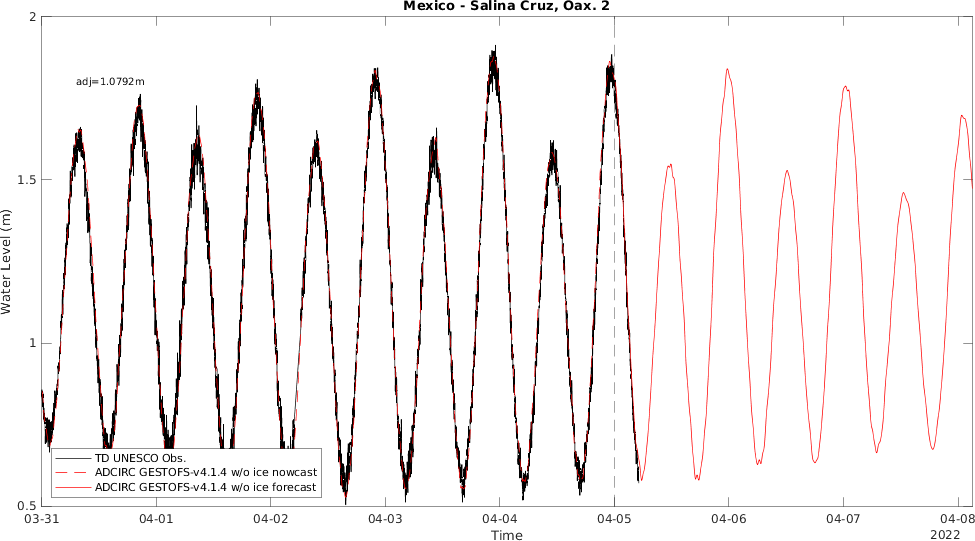 Mexico - Salina Cruz, Oax. 2
2
adj=1.0792m
1.5
Water Level (m)
1
TD UNESCO Obs.
ADCIRC GESTOFS-v4.1.4 w/o ice nowcast
ADCIRC GESTOFS-v4.1.4 w/o ice forecast
0.5
03-31 04-01 04-02 04-03 04-04 04-05 04-06 04-07 04-08
Time
2022